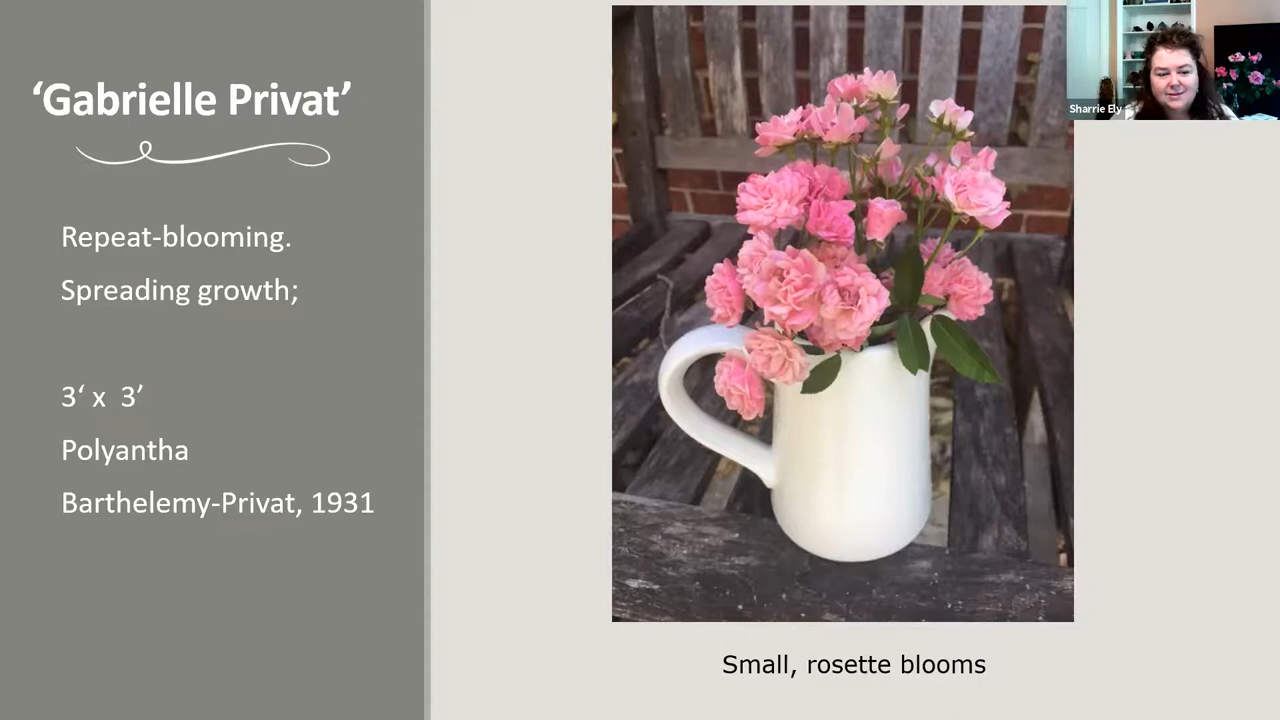 ‘Gabrielle Privat’
Repeat-blooming.
Spreading growth;
3‘ x  3’
Polyantha
Barthelemy-Privat, 1931
Sharrie Ely
Small, rosette blooms